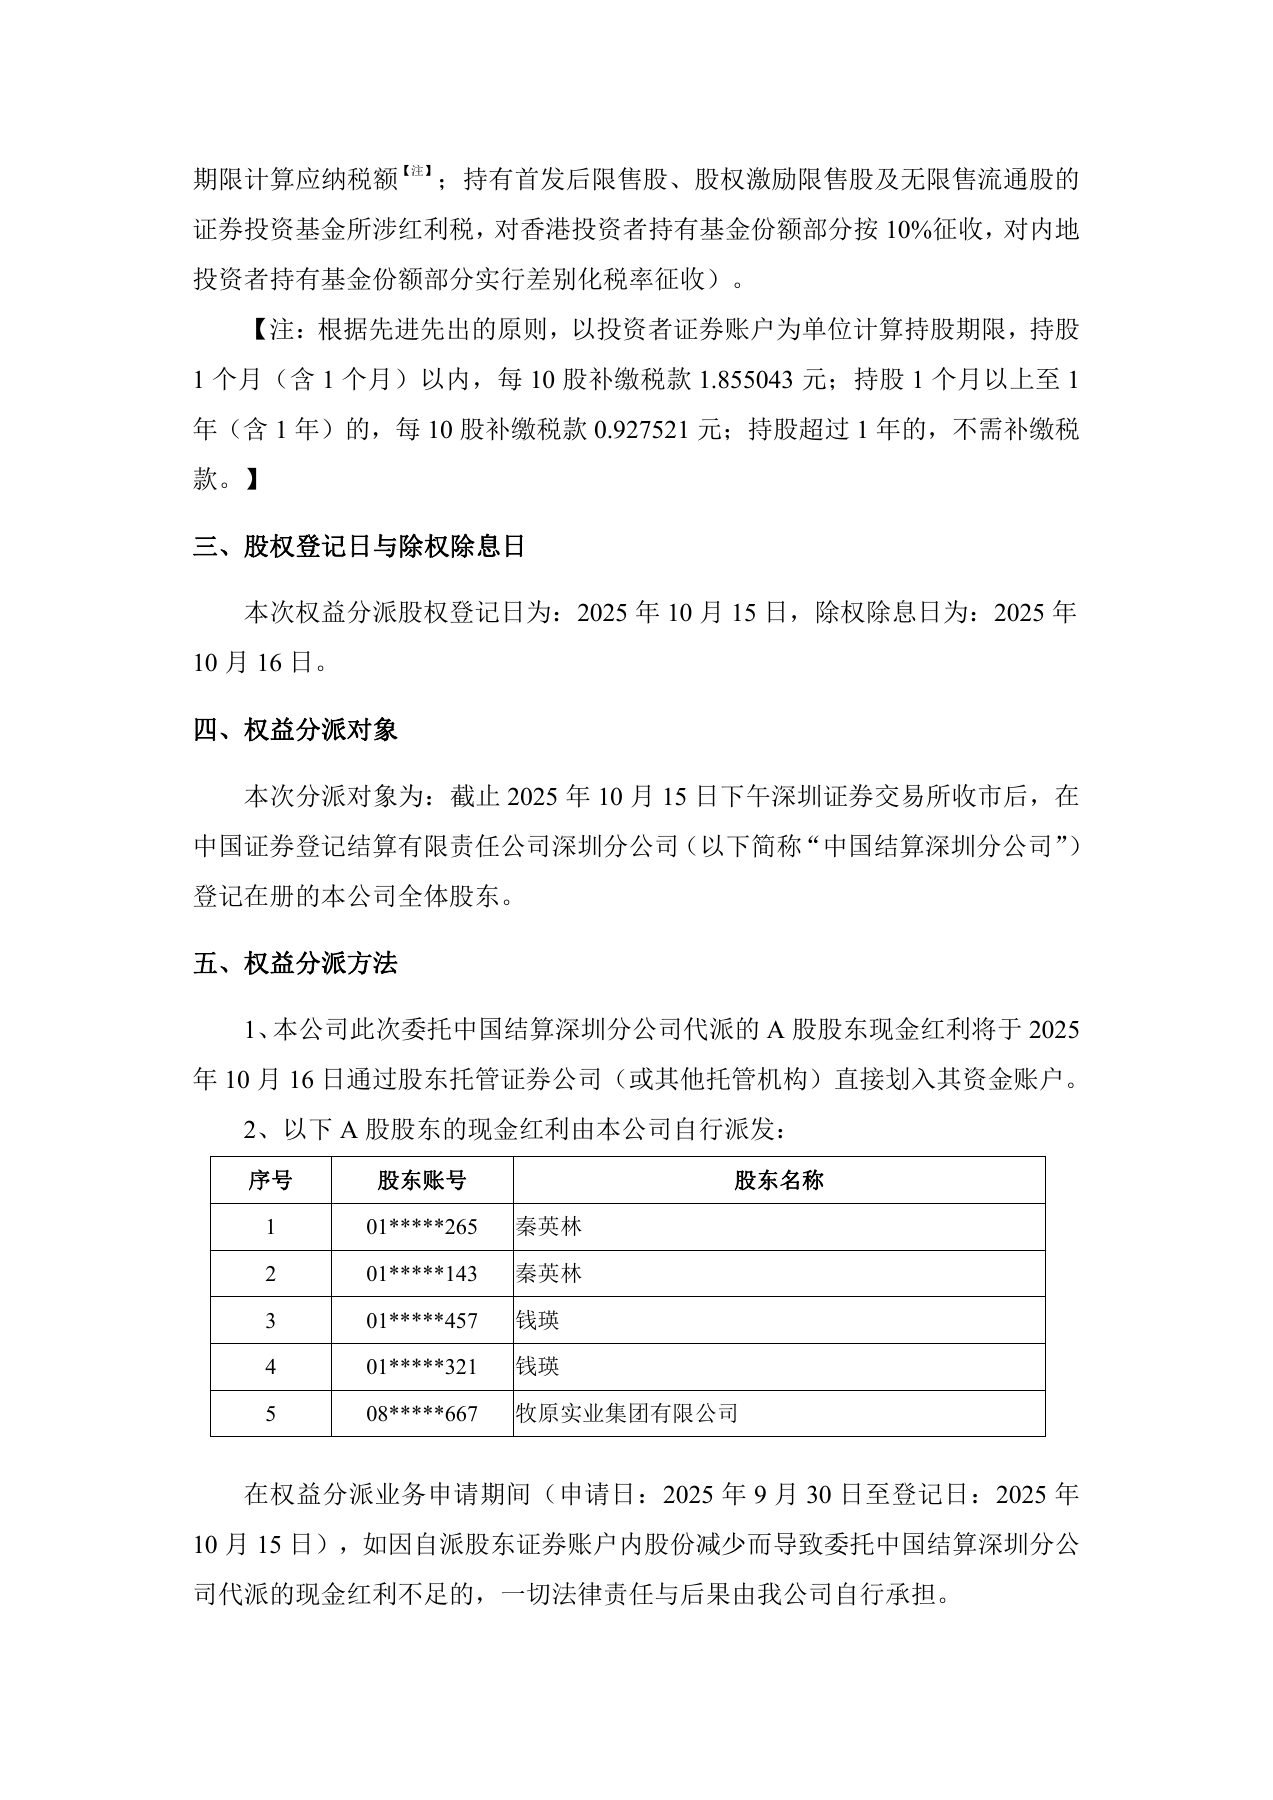 期限计算应纳税额【注】；持有首发后限售股、股权激励限售股及无限售流通股的
证券投资基金所涉红利税，对香港投资者持有基金份额部分按 10%征收，对内地
投资者持有基金份额部分实行差别化税率征收）。
【注：根据先进先出的原则，以投资者证券账户为单位计算持股期限，持股
1 个月（含 1 个月）以内，每 10 股补缴税款 1.855043 元；持股 1 个月以上至 1
年（含 1 年）的，每 10 股补缴税款 0.927521 元；持股超过 1 年的，不需补缴税
款。】
三、股权登记日与除权除息日
本次权益分派股权登记日为：2025 年 10 月 15 日，除权除息日为：2025 年
10 月 16 日。
四、权益分派对象
本次分派对象为：截止 2025 年 10 月 15 日下午深圳证券交易所收市后，在
中国证券登记结算有限责任公司深圳分公司（以下简称“中国结算深圳分公司”）
登记在册的本公司全体股东。
五、权益分派方法
1、本公司此次委托中国结算深圳分公司代派的 A 股股东现金红利将于 2025
年 10 月 16 日通过股东托管证券公司（或其他托管机构）直接划入其资金账户。
2、以下 A 股股东的现金红利由本公司自行派发：
序号 股东账号 股东名称
1 01*****265 秦英林
2 01*****143 秦英林
3 01*****457 钱瑛
4 01*****321 钱瑛
5 08*****667 牧原实业集团有限公司
在权益分派业务申请期间（申请日：2025 年 9 月 30 日至登记日：2025 年
10 月 15 日），如因自派股东证券账户内股份减少而导致委托中国结算深圳分公
司代派的现金红利不足的，一切法律责任与后果由我公司自行承担。